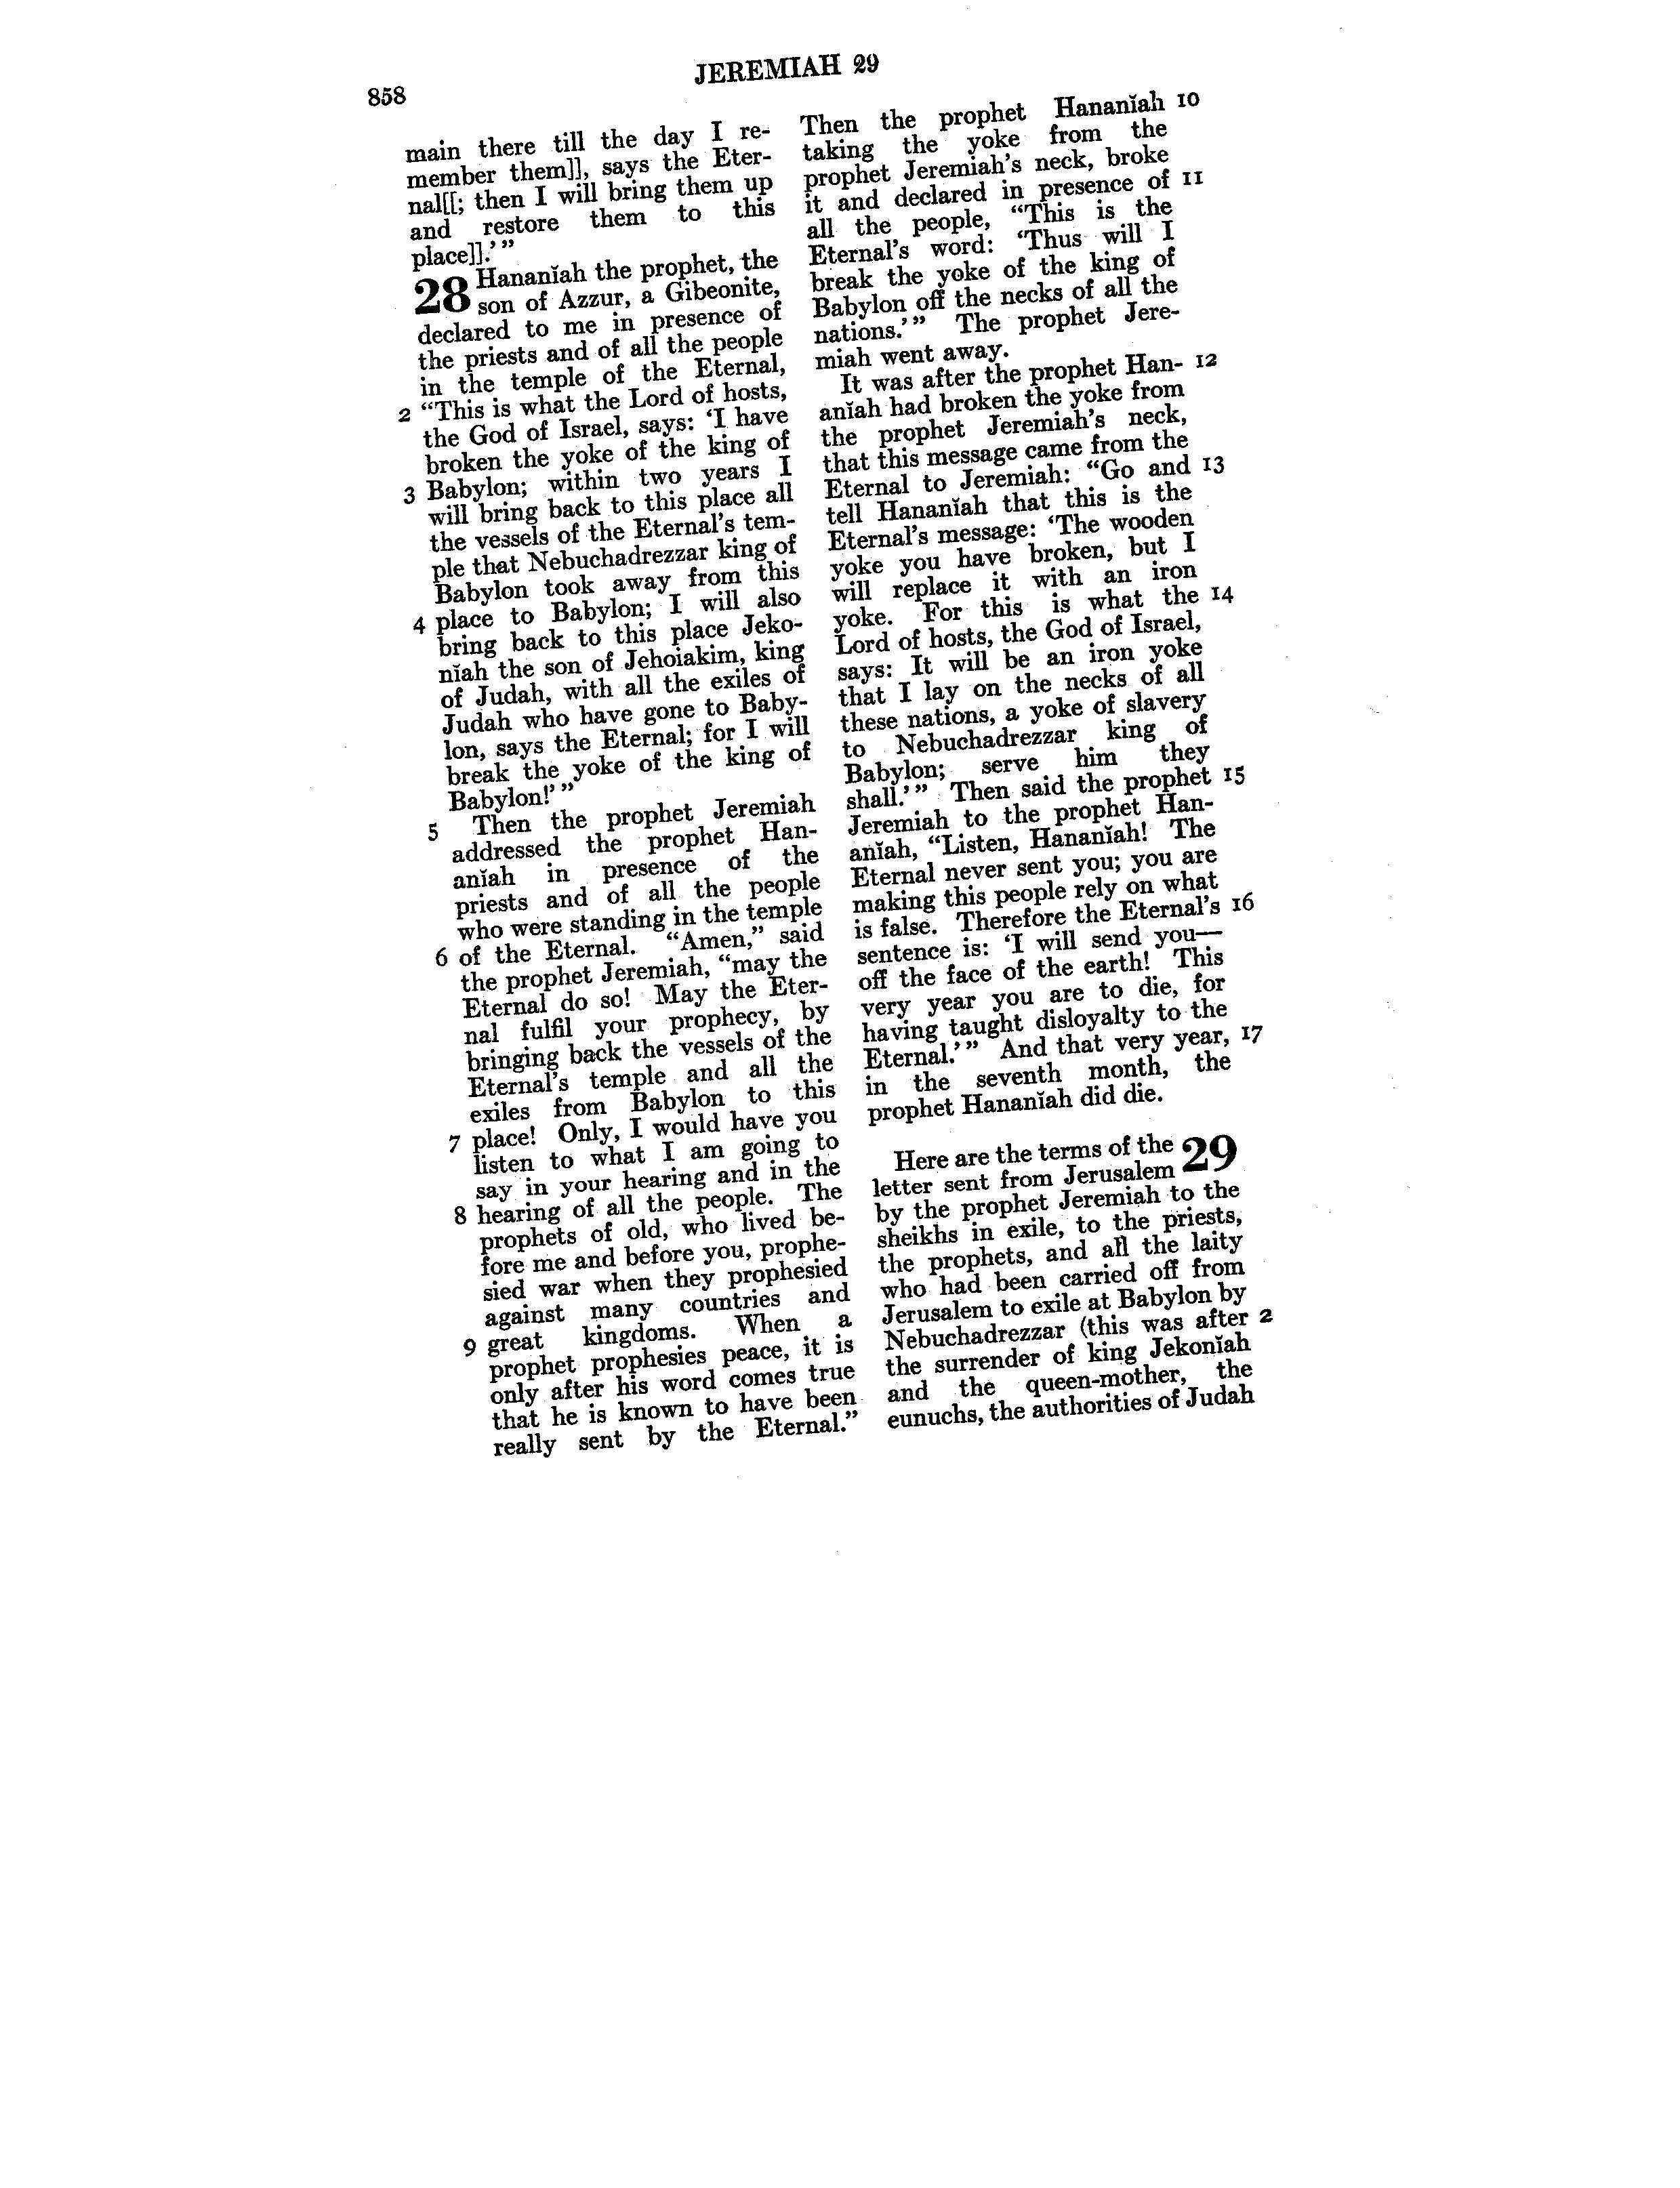 858
JEREMIAH 29
main there till the day I re-
member them]], says the Eter-
nal[[; then I will bring them up
and restore them to this
place]].’”
28 Hananĭah the prophet, the
son of Azzur, a Gibeonite,
declared to me in presence of
the priests and of all the people
in the temple of the Eternal,
2 “This is what the Lord of hosts,
the God of Israel, says: ‘I have
broken the yoke of the king of
3 Babylon; within two years I
will bring back to this place all
the vessels of the Eternal’s tem-
ple that Nebuchadrezzar king of
Babylon took away from this
4 place to Babylon; I will also
bring back to this place Jeko-
nĭah the son of Jehoiakim, king
of Judah, with all the exiles of
Judah who have gone to Baby-
lon, says the Eternal; for I will
break the yoke of the king of
Babylon!’”
5 Then the prophet Jeremiah
addressed the prophet Han-
anĭah in presence of the
priests and of all the people
who were standing in the temple
6 of the Eternal. “Amen,” said
the prophet Jeremiah, “may the
Eternal do so! May the Eter-
nal fulfil your prophecy, by
bringing back the vessels of the
Eternal’s temple and all the
exiles from Babylon to this
7 place! Only, I would have you
listen to what I am going to
say in your hearing and in the
8 hearing of all the people. The
prophets of old, who lived be-
fore me and before you, prophe-
sied war when they prophesied
against many countries and
9 great kingdoms. When a
prophet prophesies peace, it is
only after his word comes true
that he is known to have been
really sent by the Eternal.”
Then the prophet Hananĭah 10
taking the yoke from the
prophet Jeremiah’s neck, broke
it and declared in presence of 11
all the people, “This is the
Eternal’s word: ‘Thus will I
break the yoke of the king of
Babylon off the necks of all the
nations.’” The prophet Jere-
miah went away.
It was after the prophet Han- 12
anĭah had broken the yoke from
the prophet Jeremiah’s neck,
that this message came from the
Eternal to Jeremiah: “Go and 13
tell Hananĭah that this is the
Eternal’s message: ‘The wooden
yoke you have broken, but I
will replace it with an iron
yoke. For this is what the 14
Lord of hosts, the God of Israel,
says: It will be an iron yoke
that I lay on the necks of all
these nations, a yoke of slavery
to Nebuchadrezzar king of
Babylon; serve him they
shall.’” Then said the prophet 15
Jeremiah to the prophet Han-
anĭah, “Listen, Hananĭah! The
Eternal never sent you; you are
making this people rely on what
is false. Therefore the Eternal’s 16
sentence is: ‘I will send you—
off the face of the earth! This
very year you are to die, for
having taught disloyalty to the
Eternal.’” And that very year, 17
in the seventh month, the
prophet Hananĭah did die.
Here are the terms of the 29
letter sent from Jerusalem
by the prophet Jeremiah to the
sheikhs in exile, to the priests,
the prophets, and all the laity
who had been carried off from
Jerusalem to exile at Babylon by
Nebuchadrezzar (this was after 2
the surrender of king Jekonĭah
and the queen-mother, the
eunuchs, the authorities of Judah